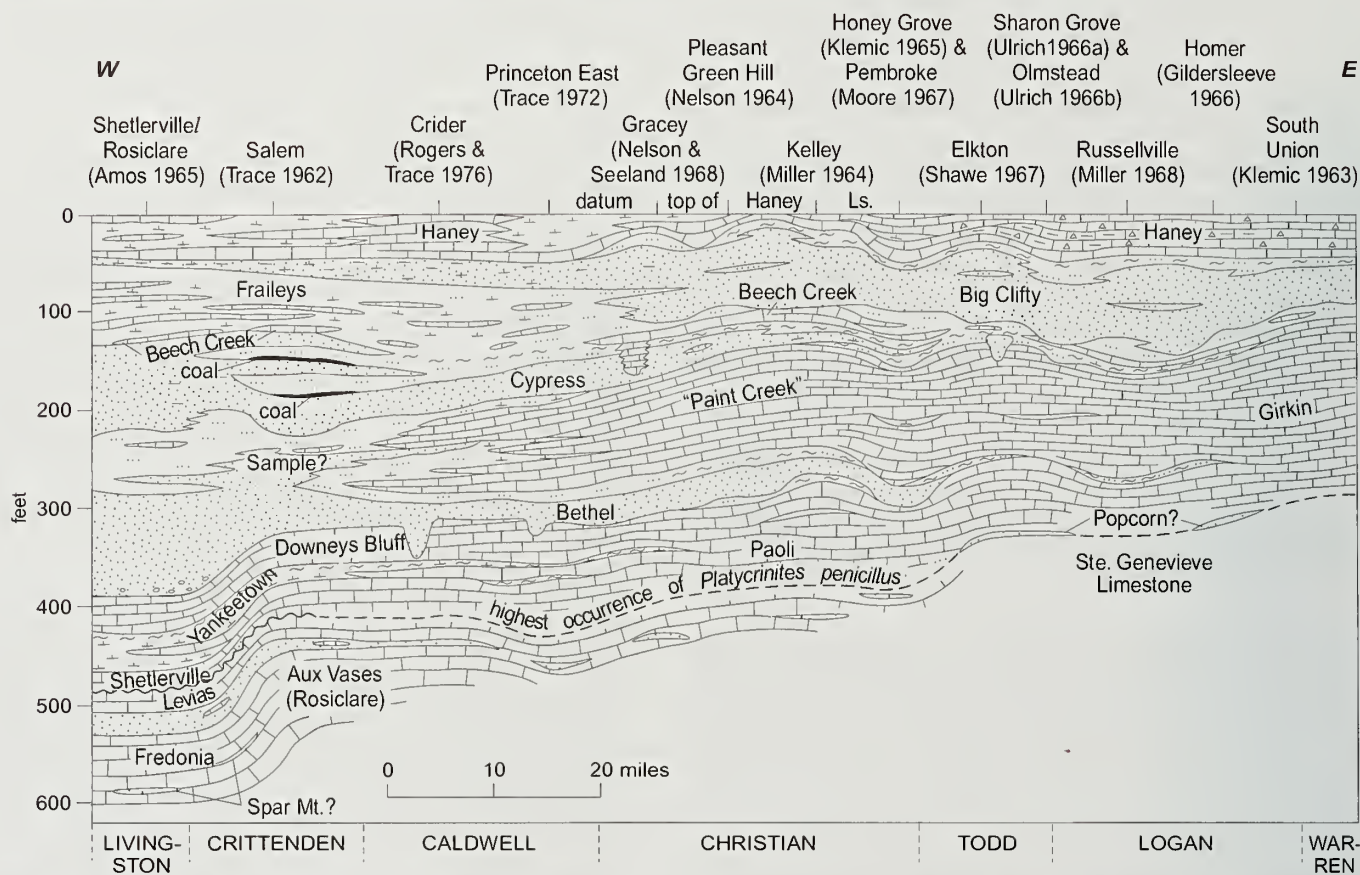 W
E
Honey Grove
(Klemic 1965) &
Pembroke
(Moore 1967)
Sharon Grove
(Ulrich1966a) &
Olmstead
(Ulrich 1966b)
Pleasant
Green Hill
(Nelson 1964)
Homer
(Gildersleeve
1966)
Princeton East
(Trace 1972)
Shetlerville/
Rosiclare
(Amos 1965)
Salem
(Trace 1962)
Crider
(Rogers &
Trace 1976)
Gracey
(Nelson &
Seeland 1968)
Kelley
(Miller 1964)
Elkton
(Shawe 1967)
Russellville
(Miller 1968)
South
Union
(Klemic 1963)
datum top of Haney Ls.
0
100
200
300
400
500
600
feet
Haney
Haney
Fraileys
Beech Creek
Big Clifty
Beech Creek
coal
coal
Cypress
"Paint Creek"
Girkin
Sample?
Bethel
Popcorn?
Downeys Bluff
Paoli
Ste. Genevieve
Limestone
highest occurrence of Platycrinites penicillus
Yankeetown
Shetlerville
Levias
Aux Vases
(Rosiclare)
Fredonia
Spar Mt.?
0 10 20 miles
LIVING-
STON
CRITTENDEN
CALDWELL
CHRISTIAN
TODD
LOGAN
WAR-
REN